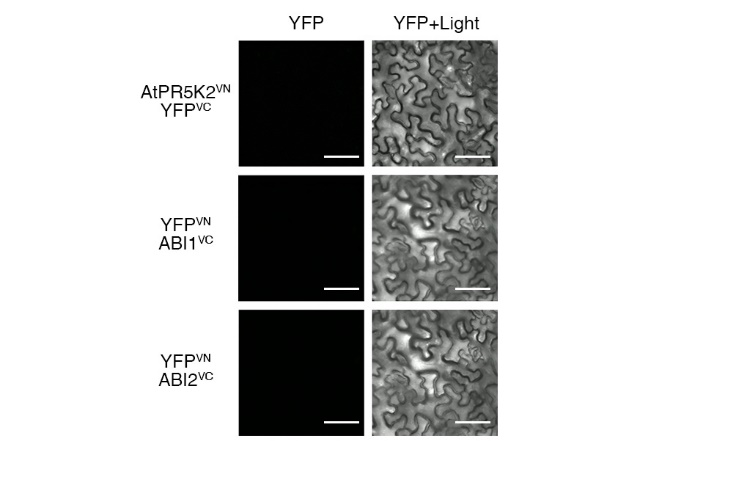 YFP YFP+Light
AtPR5K2VN
YFPVC
YFPVN
ABI1VC
YFPVN
ABI2VC